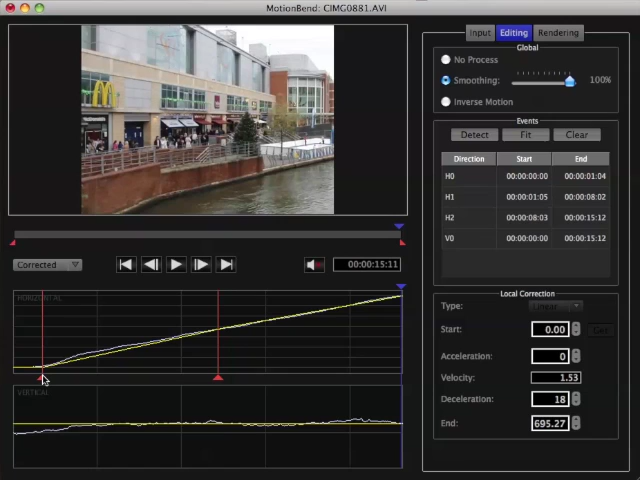 MotionBend: CIMG0881.AVI
Input Editing Rendering
Global
No Process
Smoothing: 100%
Inverse Motion
Events
Detect Fit Clear
Direction Start End
H0 00:00:00:00 00:00:01:04
H1 00:00:01:05 00:00:08:02
H2 00:00:08:03 00:00:15:12
V0 00:00:00:00 00:00:15:12
Corrected 00:00:15:11
HORIZONTAL
VERTICAL
Local Correction
Type: Linear
Start: 0.00
Acceleration: 0
Velocity: 1.53
Deceleration: 18
End: 695.27
McDonald's